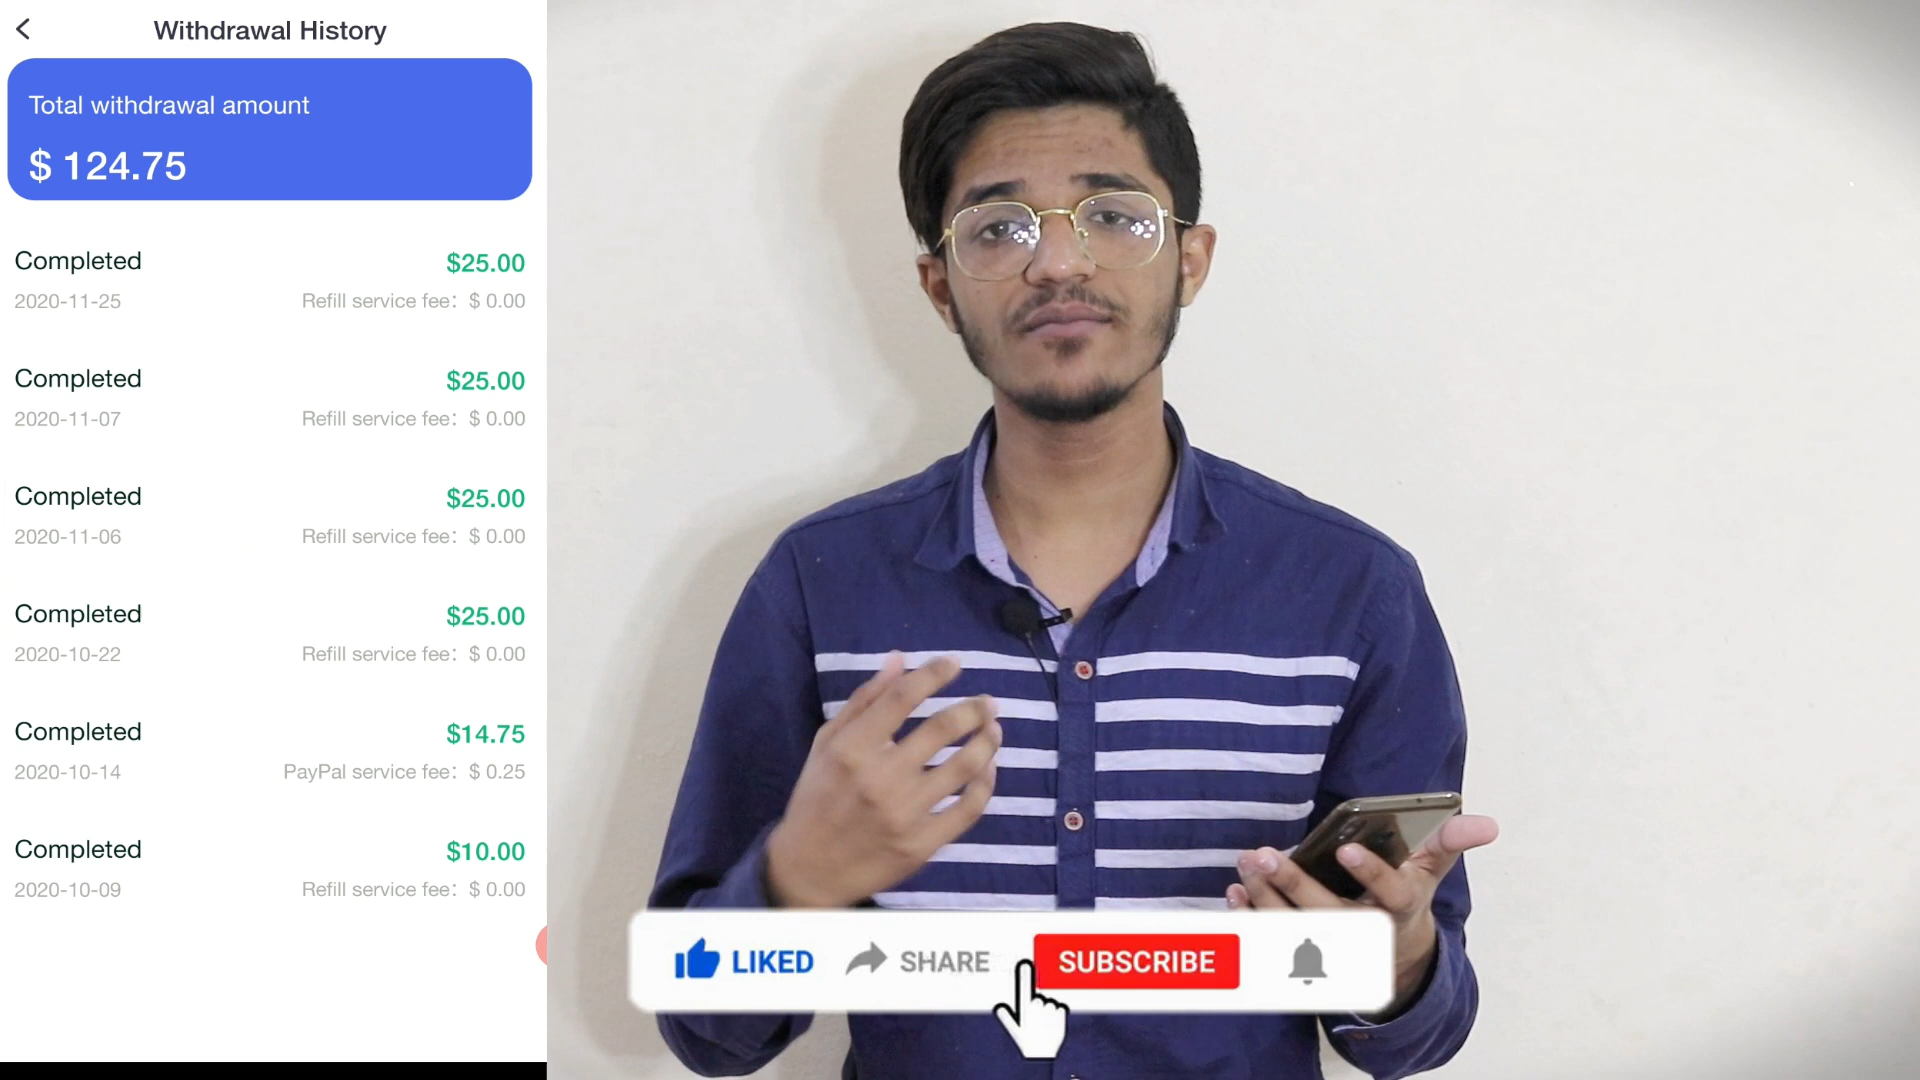 Withdrawal History
Total withdrawal amount
$ 124.75
Completed $25.00
2020-11-25 Refill service fee: $ 0.00
Completed $25.00
2020-11-07 Refill service fee: $ 0.00
Completed $25.00
2020-11-06 Refill service fee: $ 0.00
Completed $25.00
2020-10-22 Refill service fee: $ 0.00
Completed $14.75
2020-10-14 PayPal service fee: $ 0.25
Completed $10.00
2020-10-09 Refill service fee: $ 0.00
LIKED SHARE SUBSCRIBE